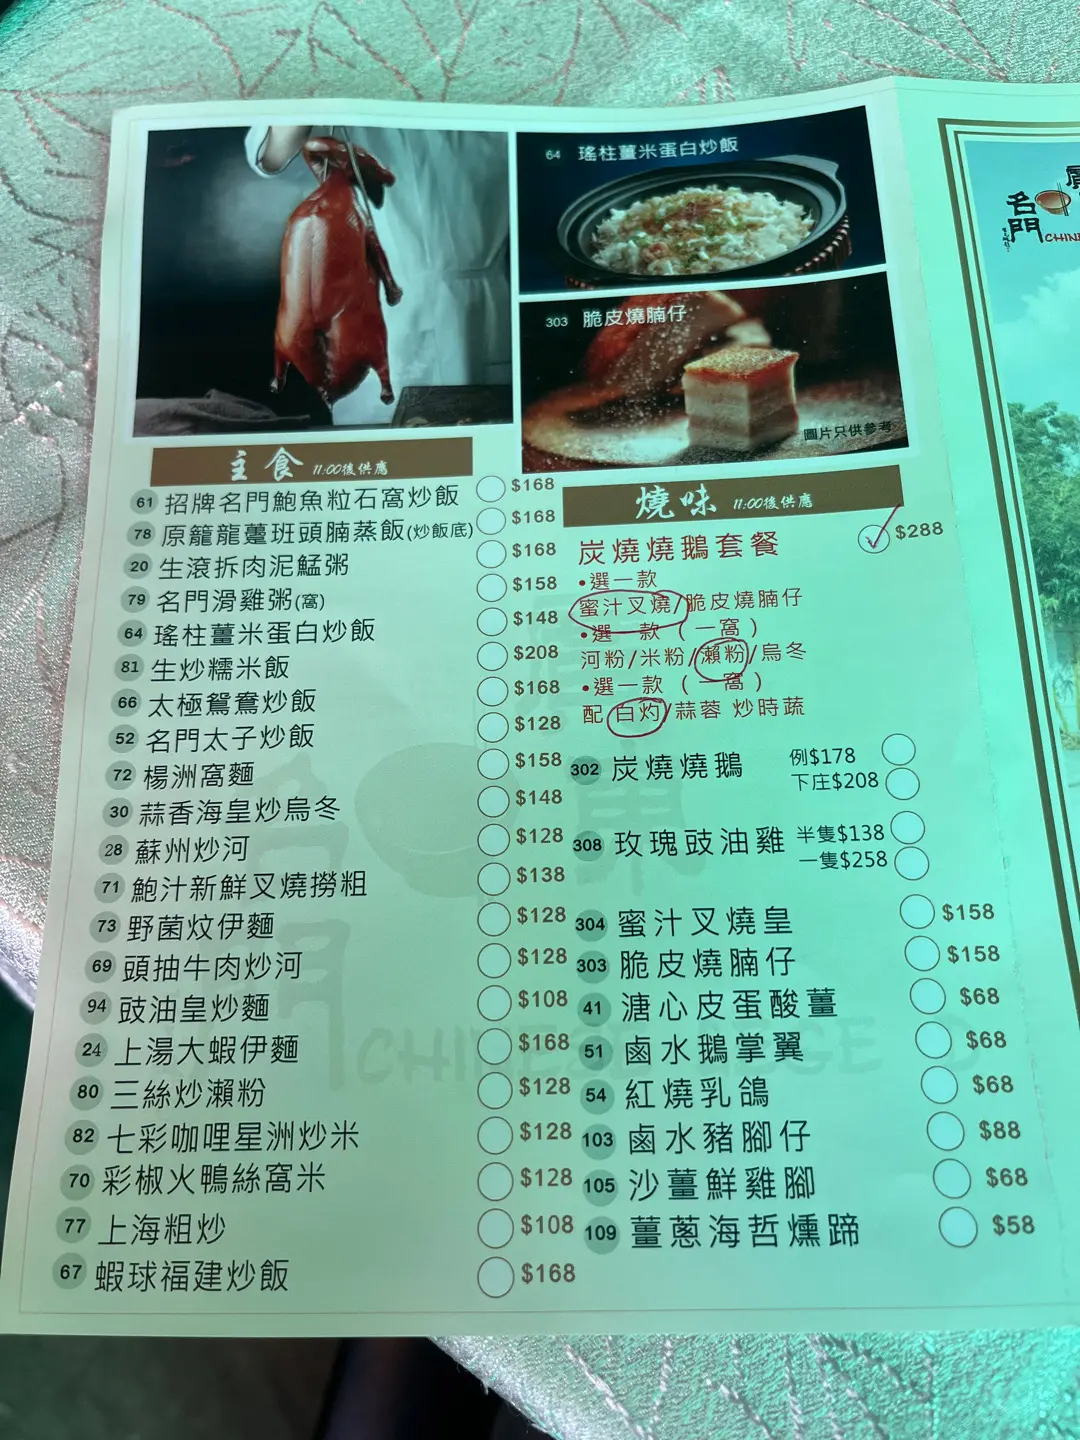 64 瑤柱薑米蛋白炒飯
303 脆皮燒腩仔
圖片只供參考
名門
主食 11:00後供應
61 招牌名門鮑魚粒石窩炒飯 $168
78 原籠龍躉班頭腩蒸飯(炒飯底) $168
20 生滾拆肉泥鯭粥 $168
79 名門滑雞粥(窩) $158
64 瑤柱薑米蛋白炒飯 $148
81 生炒糯米飯 $208
66 太極鴛鴦炒飯 $168
52 名門太子炒飯 $128
72 楊洲窩麵 $158
30 蒜香海皇炒烏冬 $148
28 蘇州炒河 $128
71 鮑汁新鮮叉燒撈粗 $138
73 野菌炆伊麵 $128
69 頭抽牛肉炒河 $128
94 豉油皇炒麵 $108
24 上湯大蝦伊麵 $168
80 三絲炒瀨粉 $128
82 七彩咖哩星洲炒米 $128
70 彩椒火鴨絲窩米 $128
77 上海粗炒 $108
67 蝦球福建炒飯 $168
燒味 11:00後供應
炭燒燒鵝套餐 $288
•選一款
蜜汁叉燒/脆皮燒腩仔
•選一款（一窩）
河粉/米粉/瀨粉/烏冬
•選一款（一窩）
配 白灼/蒜蓉 炒時蔬
302 炭燒燒鵝 例$178
下庄$208
308 玫瑰豉油雞 半隻$138
一隻$258
304 蜜汁叉燒皇 $158
303 脆皮燒腩仔 $158
41 溏心皮蛋酸薑 $68
51 鹵水鵝掌翼 $68
54 紅燒乳鴿 $68
103 鹵水豬腳仔 $88
105 沙薑鮮雞腳 $68
109 薑蔥海哲燻蹄 $58